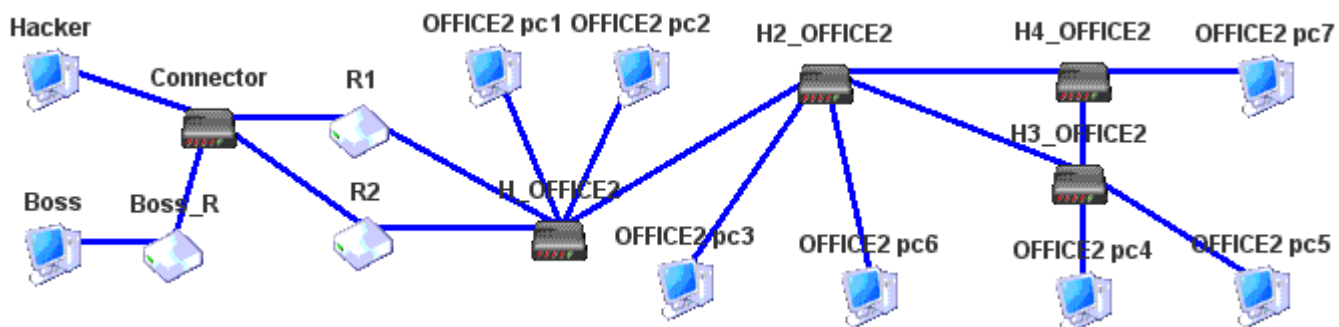 Hacker
Connector
R1
OFFICE2 pc1
OFFICE2 pc2
H2_OFFICE2
H4_OFFICE2
OFFICE2 pc7
H3_OFFICE2
Boss
Boss_R
R2
H_OFFICE2
OFFICE2 pc3
OFFICE2 pc6
OFFICE2 pc4
OFFICE2 pc5